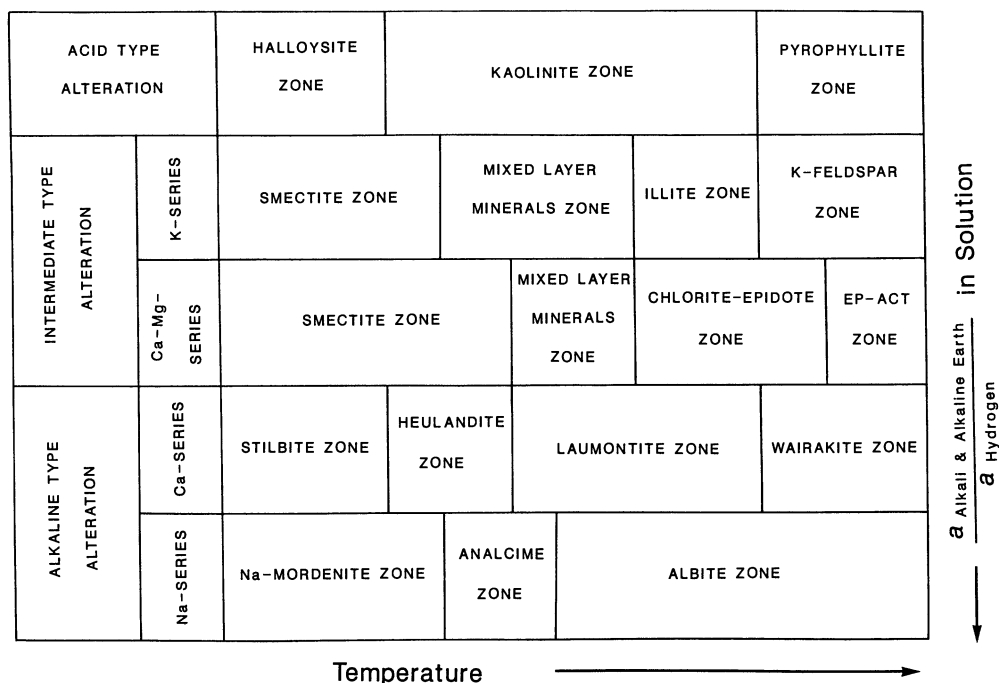 ACID TYPE
ALTERATION
HALLOYSITE
ZONE
KAOLINITE ZONE
PYROPHYLLITE
ZONE
INTERMEDIATE TYPE
ALTERATION
K-SERIES
SMECTITE ZONE
MIXED LAYER
MINERALS ZONE
ILLITE ZONE
K-FELDSPAR
ZONE
Ca-Mg-
SERIES
SMECTITE ZONE
MIXED LAYER
MINERALS
ZONE
CHLORITE-EPIDOTE
ZONE
EP-ACT
ZONE
ALKALINE TYPE
ALTERATION
Ca-SERIES
STILBITE ZONE
HEULANDITE
ZONE
LAUMONTITE ZONE
WAIRAKITE ZONE
Na-SERIES
Na-MORDENITE ZONE
ANALCIME
ZONE
ALBITE ZONE
a Alkali & Alkaline Earth
a Hydrogen
in Solution
Temperature